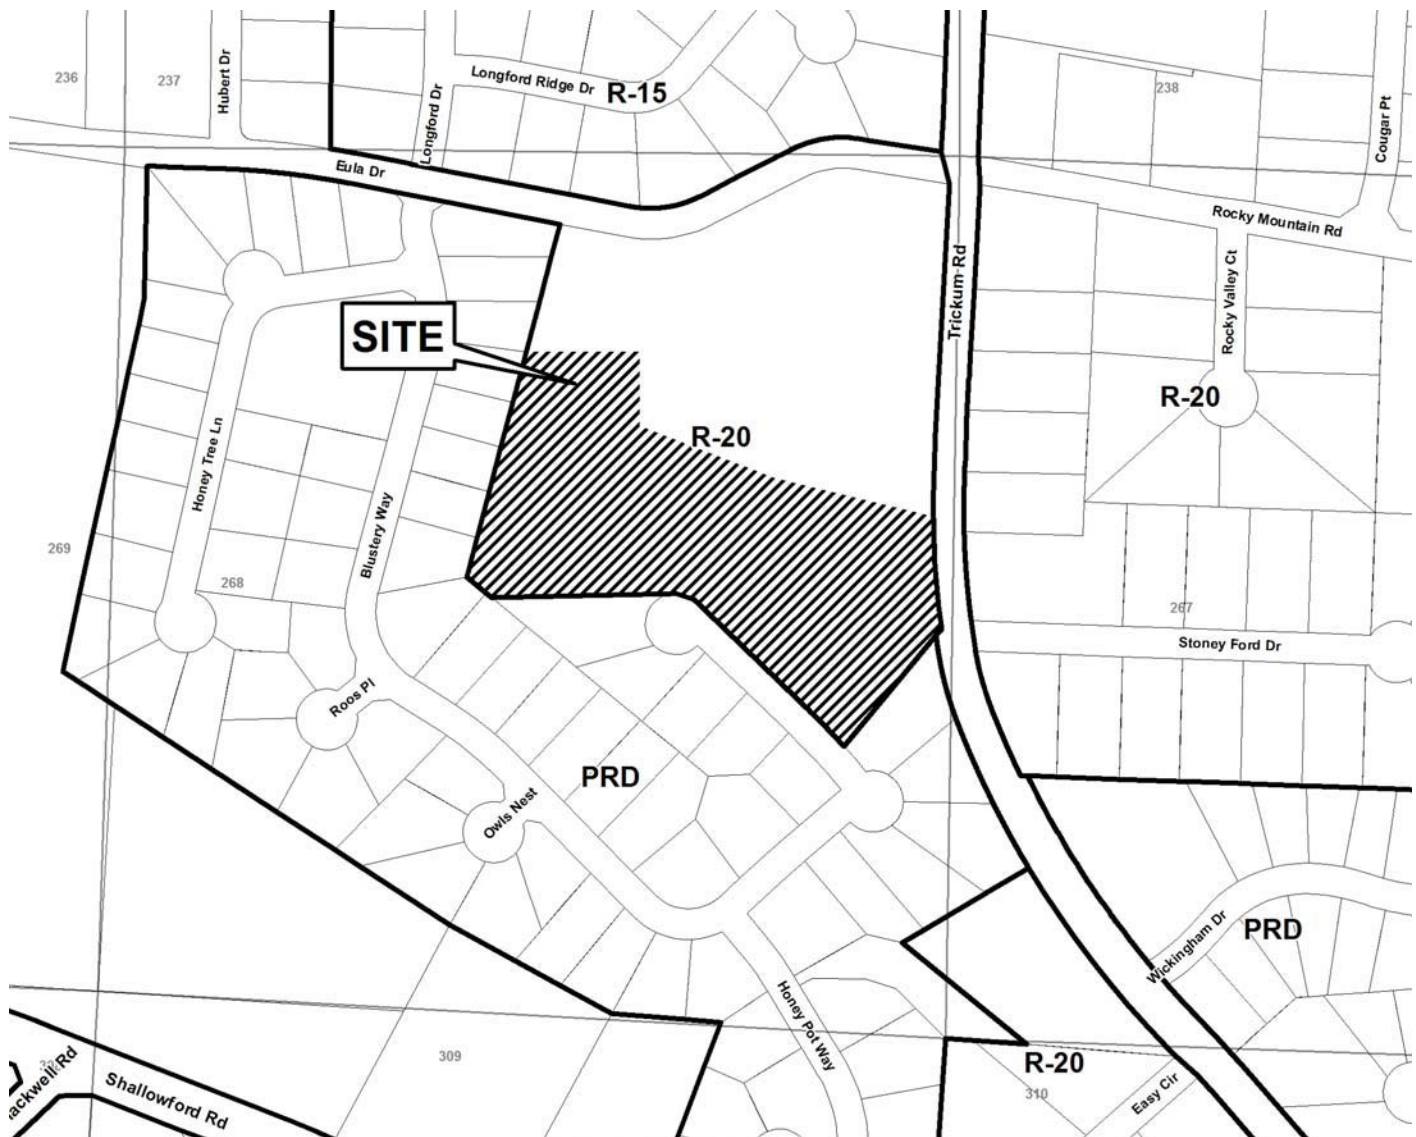 236
237
Hubert Dr
Longford Dr
Longford Ridge Dr
R-15
238
Cougar Pt
Eula Dr
Rocky Mountain Rd
Trickum Rd
Rocky Valley Ct
SITE
R-20
R-20
Honey Tree Ln
Blustery Way
269
268
267
Stoney Ford Dr
Roos Pl
PRD
Owls Nest
Wickingham Dr
PRD
Honey Pot Way
309
R-20
310
Easy Cir
Shallowford Rd